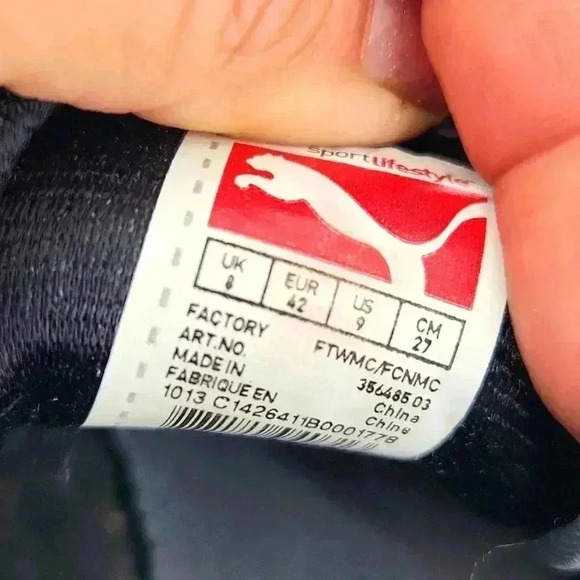 sportlifestyle
UK EUR US CM
8 42 9 27
FACTORY FTWMC/FCNMC
ART.NO. 356485 03
MADE IN China
FABRIQUE EN China
1013 C1426411B0001778